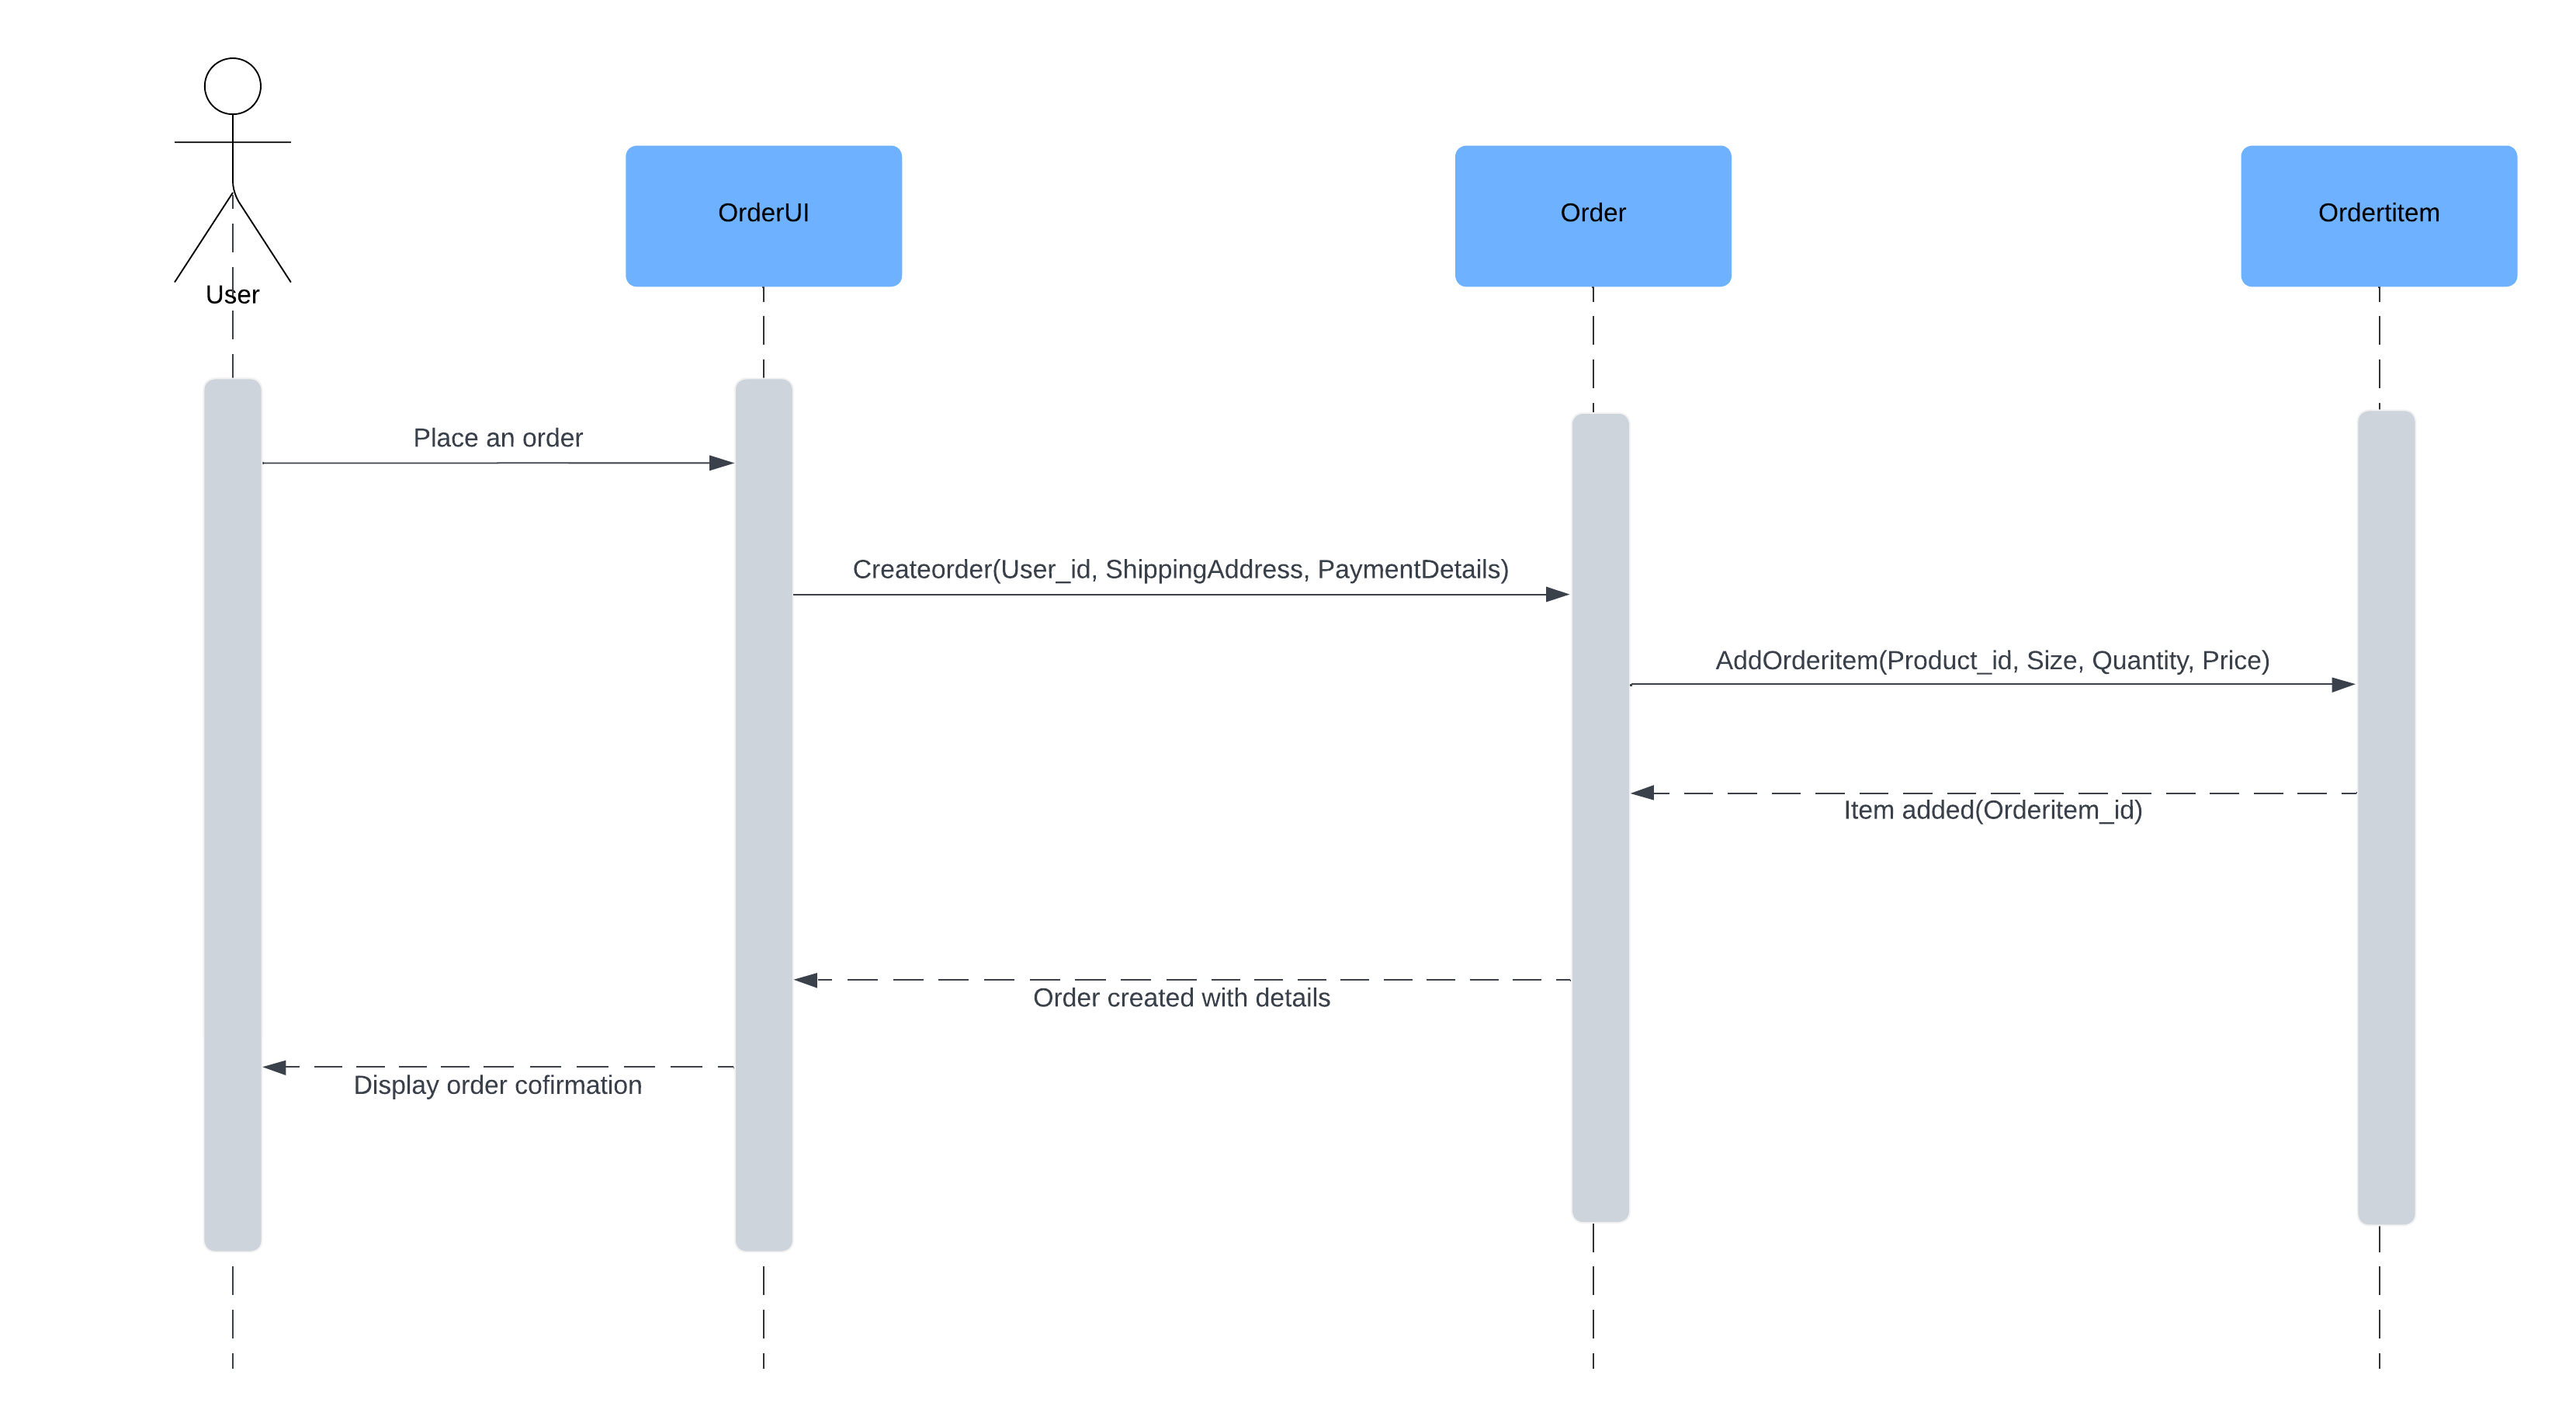 User
OrderUI
Order
Ordertitem
Place an order
Createorder(User_id, ShippingAddress, PaymentDetails)
AddOrderitem(Product_id, Size, Quantity, Price)
Item added(Orderitem_id)
Order created with details
Display order cofirmation